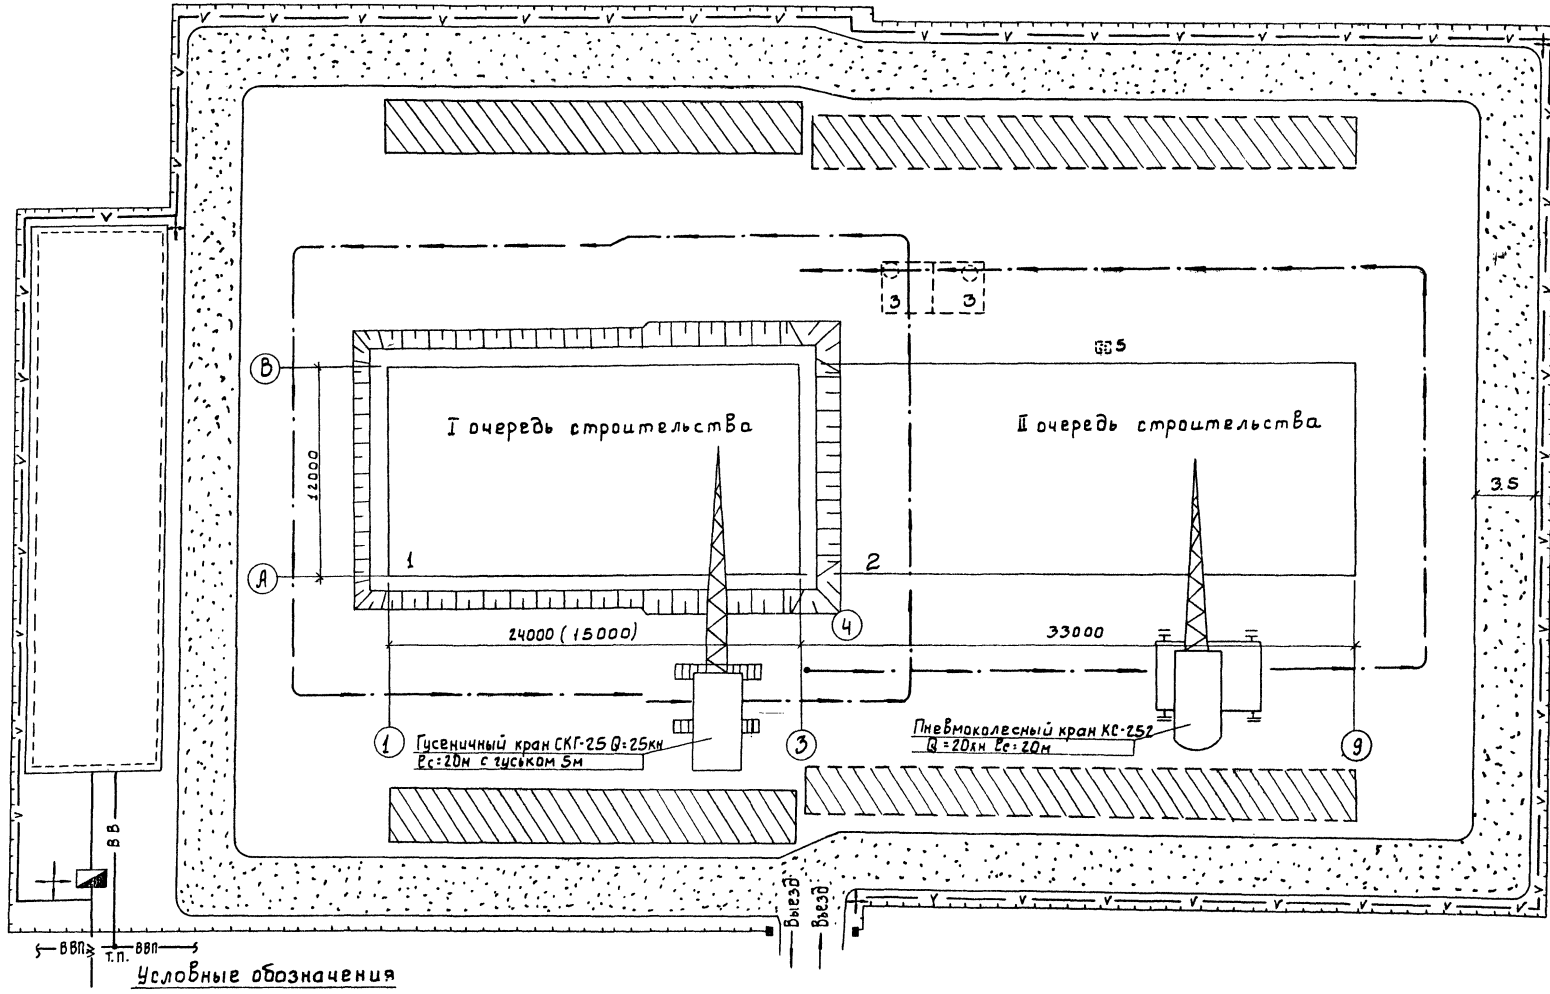 3 3
5
В
I очередь строительства
II очередь строительства
12000
3.5
1
2
А
4
24000 (15000)
33000
1
Гусеничный кран СКГ-25 Q=25кн
ℓс=20м с гуськом 5м
3
Пневмоколесный кран КС-252
Q=20кн ℓс=20м
9
ВВ
Выезд
Въезд
ВВП
т.п.
ВВП
Условные обозначения